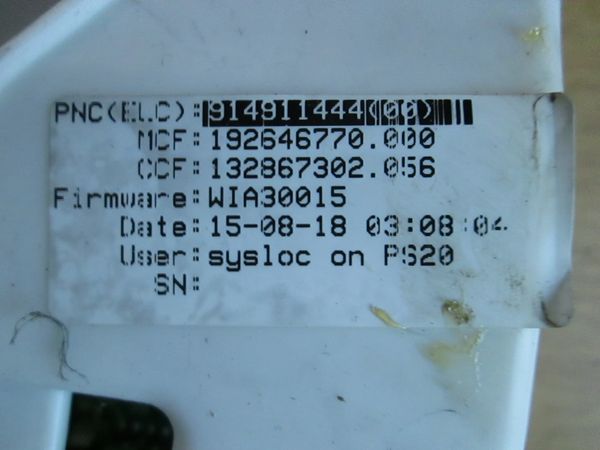 PNC(ELC):914911444(00)
MCF:192646770.000
CCF:132867302.056
Firmware:WIA30015
Date:15-08-18 03:08:04
User:sysloc on PS20
SN: